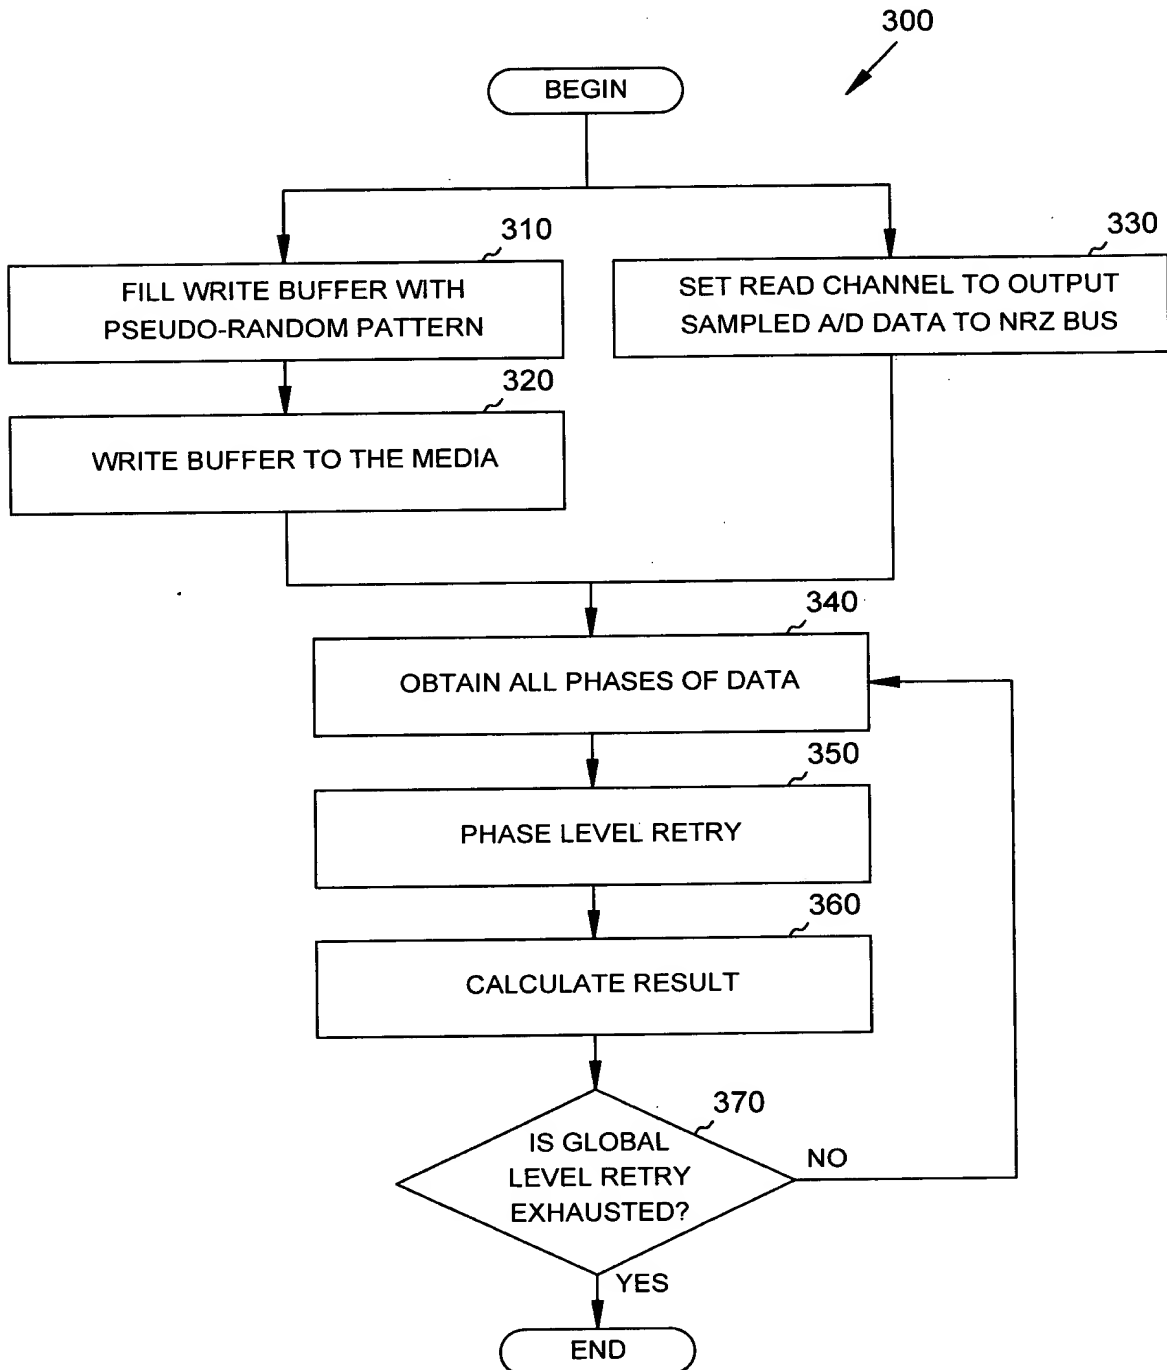 300
BEGIN
310
FILL WRITE BUFFER WITH
PSEUDO-RANDOM PATTERN
330
SET READ CHANNEL TO OUTPUT
SAMPLED A/D DATA TO NRZ BUS
320
WRITE BUFFER TO THE MEDIA
340
OBTAIN ALL PHASES OF DATA
350
PHASE LEVEL RETRY
360
CALCULATE RESULT
370
IS GLOBAL
LEVEL RETRY
EXHAUSTED?
NO
YES
END